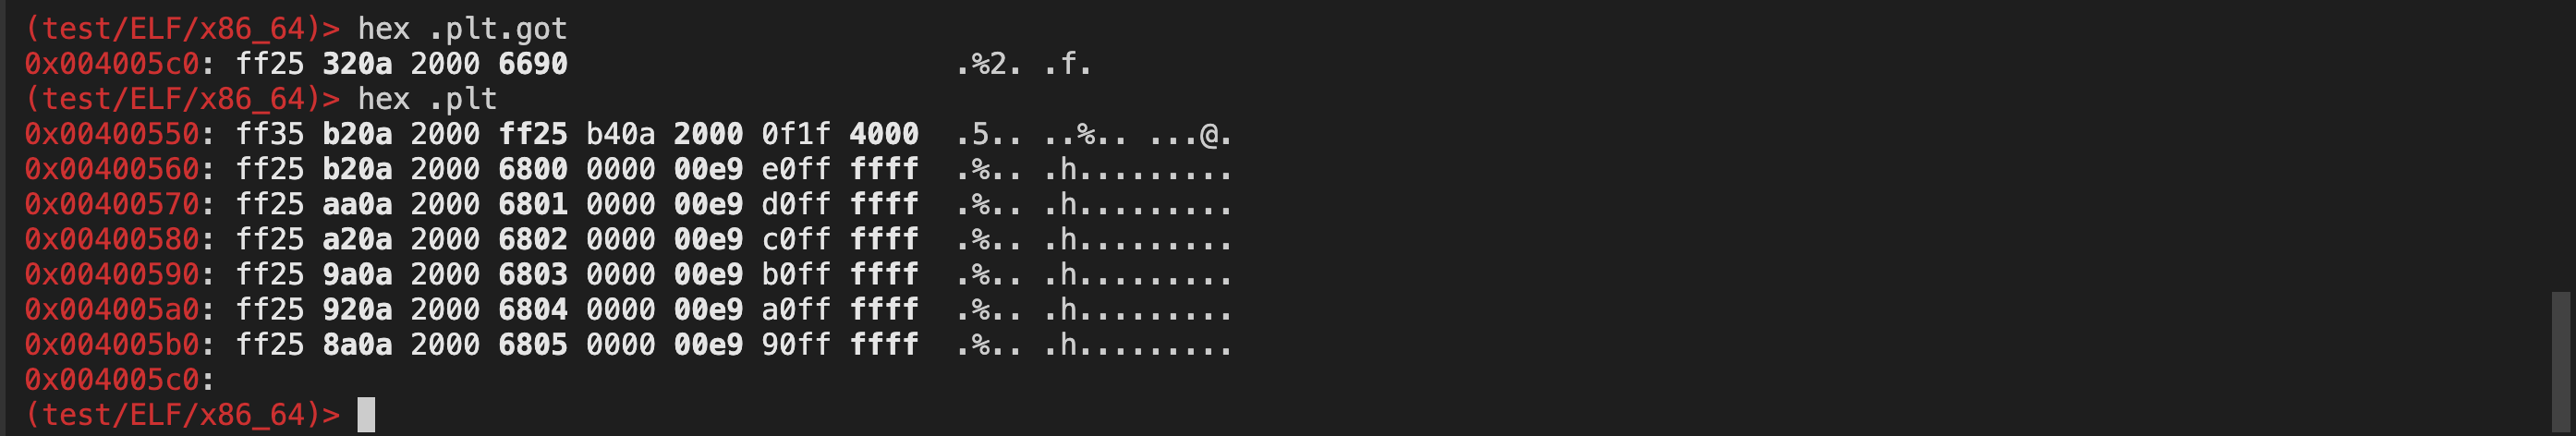 (test/ELF/x86_64)> hex .plt.got
0x004005c0: ff25 320a 2000 6690                      .%2. .f.
(test/ELF/x86_64)> hex .plt
0x00400550: ff35 b20a 2000 ff25 b40a 2000 0f1f 4000  .5.. ..%.. ...@.
0x00400560: ff25 b20a 2000 6800 0000 00e9 e0ff ffff  .%.. .h.........
0x00400570: ff25 aa0a 2000 6801 0000 00e9 d0ff ffff  .%.. .h.........
0x00400580: ff25 a20a 2000 6802 0000 00e9 c0ff ffff  .%.. .h.........
0x00400590: ff25 9a0a 2000 6803 0000 00e9 b0ff ffff  .%.. .h.........
0x004005a0: ff25 920a 2000 6804 0000 00e9 a0ff ffff  .%.. .h.........
0x004005b0: ff25 8a0a 2000 6805 0000 00e9 90ff ffff  .%.. .h.........
0x004005c0:
(test/ELF/x86_64)>